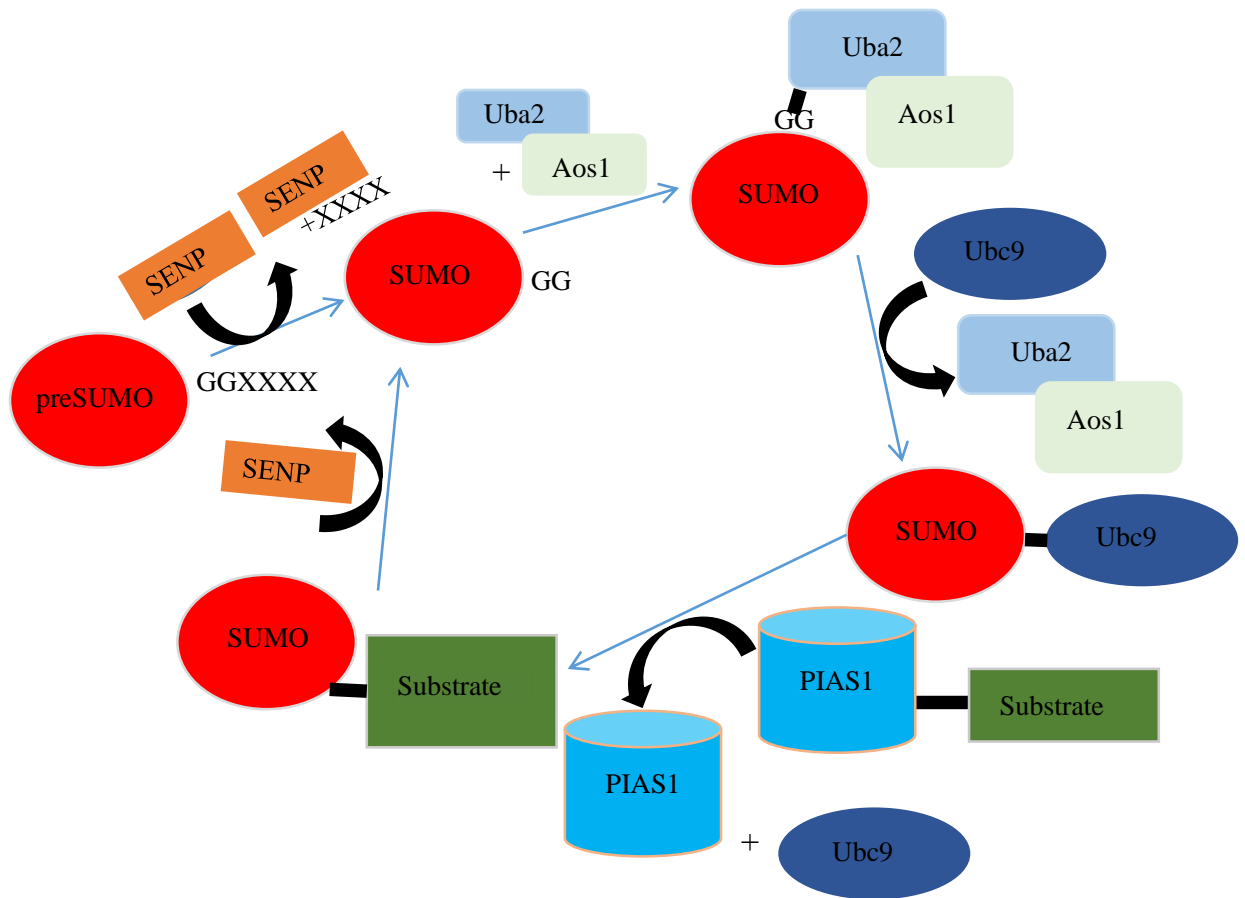 Uba2
Aos1
GG
SUMO
Uba2
+
Aos1
SENP
+XXXX
SENP
SUMO
GG
preSUMO
GGXXXX
Ubc9
Uba2
Aos1
SENP
SUMO
Ubc9
SUMO
Substrate
PIAS1
Substrate
PIAS1
+
Ubc9